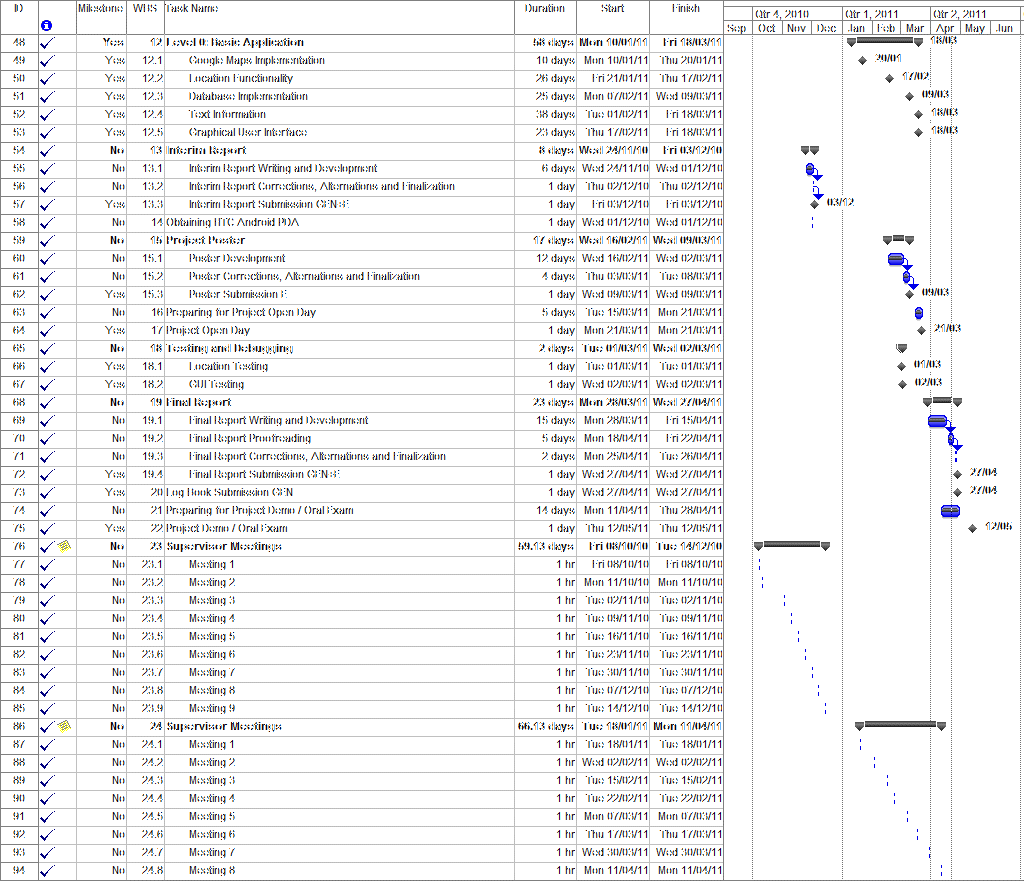 ID Milestone WBS Task Name Duration Start Finish Qtr 4, 2010 Qtr 1, 2011 Qtr 2, 2011
Sep Oct Nov Dec Jan Feb Mar Apr May Jun
48 Yes 12 Level 0: Basic Application 58 days Mon 10/01/11 Fri 18/03/11 18/03
49 Yes 12.1 Google Maps Implementation 10 days Mon 10/01/11 Thu 20/01/11 20/01
50 Yes 12.2 Location Functionality 26 days Fri 21/01/11 Thu 17/02/11 17/02
51 Yes 12.3 Database Implementation 25 days Mon 07/02/11 Wed 09/03/11 09/03
52 Yes 12.4 Text Information 38 days Tue 01/02/11 Fri 18/03/11 18/03
53 Yes 12.5 Graphical User Interface 23 days Thu 17/02/11 Fri 18/03/11 18/03
54 No 13 Interim Report 8 days Wed 24/11/10 Fri 03/12/10
55 No 13.1 Interim Report Writing and Development 6 days Wed 24/11/10 Wed 01/12/10
56 No 13.2 Interim Report Corrections, Alternations and Finalization 1 day Thu 02/12/10 Thu 02/12/10
57 Yes 13.3 Interim Report Submission GEN&E 1 day Fri 03/12/10 Fri 03/12/10 03/12
58 No 14 Obtaining HTC Android PDA 1 day Wed 01/12/10 Wed 01/12/10
59 No 15 Project Poster 17 days Wed 16/02/11 Wed 09/03/11
60 No 15.1 Poster Development 12 days Wed 16/02/11 Wed 02/03/11
61 No 15.2 Poster Corrections, Alternations and Finalization 4 days Thu 03/03/11 Tue 08/03/11
62 Yes 15.3 Poster Submission E 1 day Wed 09/03/11 Wed 09/03/11 09/03
63 No 16 Preparing for Project Open Day 5 days Tue 15/03/11 Mon 21/03/11
64 Yes 17 Project Open Day 1 day Mon 21/03/11 Mon 21/03/11 21/03
65 No 18 Testing and Debugging 2 days Tue 01/03/11 Wed 02/03/11
66 Yes 18.1 Location Testing 1 day Tue 01/03/11 Tue 01/03/11 01/03
67 Yes 18.2 GUI Testing 1 day Wed 02/03/11 Wed 02/03/11 02/03
68 No 19 Final Report 23 days Mon 28/03/11 Wed 27/04/11
69 No 19.1 Final Report Writing and Development 15 days Mon 28/03/11 Fri 15/04/11
70 No 19.2 Final Report Proofreading 5 days Mon 18/04/11 Fri 22/04/11
71 No 19.3 Final Report Corrections, Alternations and Finalization 2 days Mon 25/04/11 Tue 26/04/11
72 Yes 19.4 Final Report Submission GEN&E 1 day Wed 27/04/11 Wed 27/04/11 27/04
73 Yes 20 Log Book Submission GEN 1 day Wed 27/04/11 Wed 27/04/11 27/04
74 No 21 Preparing for Project Demo / Oral Exam 14 days Mon 11/04/11 Thu 28/04/11
75 Yes 22 Project Demo / Oral Exam 1 day Thu 12/05/11 Thu 12/05/11 12/05
76 No 23 Supervisor Meetings 59.13 days Fri 08/10/10 Tue 14/12/10
77 No 23.1 Meeting 1 1 hr Fri 08/10/10 Fri 08/10/10
78 No 23.2 Meeting 2 1 hr Mon 11/10/10 Mon 11/10/10
79 No 23.3 Meeting 3 1 hr Tue 02/11/10 Tue 02/11/10
80 No 23.4 Meeting 4 1 hr Tue 09/11/10 Tue 09/11/10
81 No 23.5 Meeting 5 1 hr Tue 16/11/10 Tue 16/11/10
82 No 23.6 Meeting 6 1 hr Tue 23/11/10 Tue 23/11/10
83 No 23.7 Meeting 7 1 hr Tue 30/11/10 Tue 30/11/10
84 No 23.8 Meeting 8 1 hr Tue 07/12/10 Tue 07/12/10
85 No 23.9 Meeting 9 1 hr Tue 14/12/10 Tue 14/12/10
86 No 24 Supervisor Meetings 66.13 days Tue 18/01/11 Mon 11/04/11
87 No 24.1 Meeting 1 1 hr Tue 18/01/11 Tue 18/01/11
88 No 24.2 Meeting 2 1 hr Wed 02/02/11 Wed 02/02/11
89 No 24.3 Meeting 3 1 hr Tue 15/02/11 Tue 15/02/11
90 No 24.4 Meeting 4 1 hr Tue 22/02/11 Tue 22/02/11
91 No 24.5 Meeting 5 1 hr Mon 07/03/11 Mon 07/03/11
92 No 24.6 Meeting 6 1 hr Thu 17/03/11 Thu 17/03/11
93 No 24.7 Meeting 7 1 hr Wed 30/03/11 Wed 30/03/11
94 No 24.8 Meeting 8 1 hr Mon 11/04/11 Mon 11/04/11